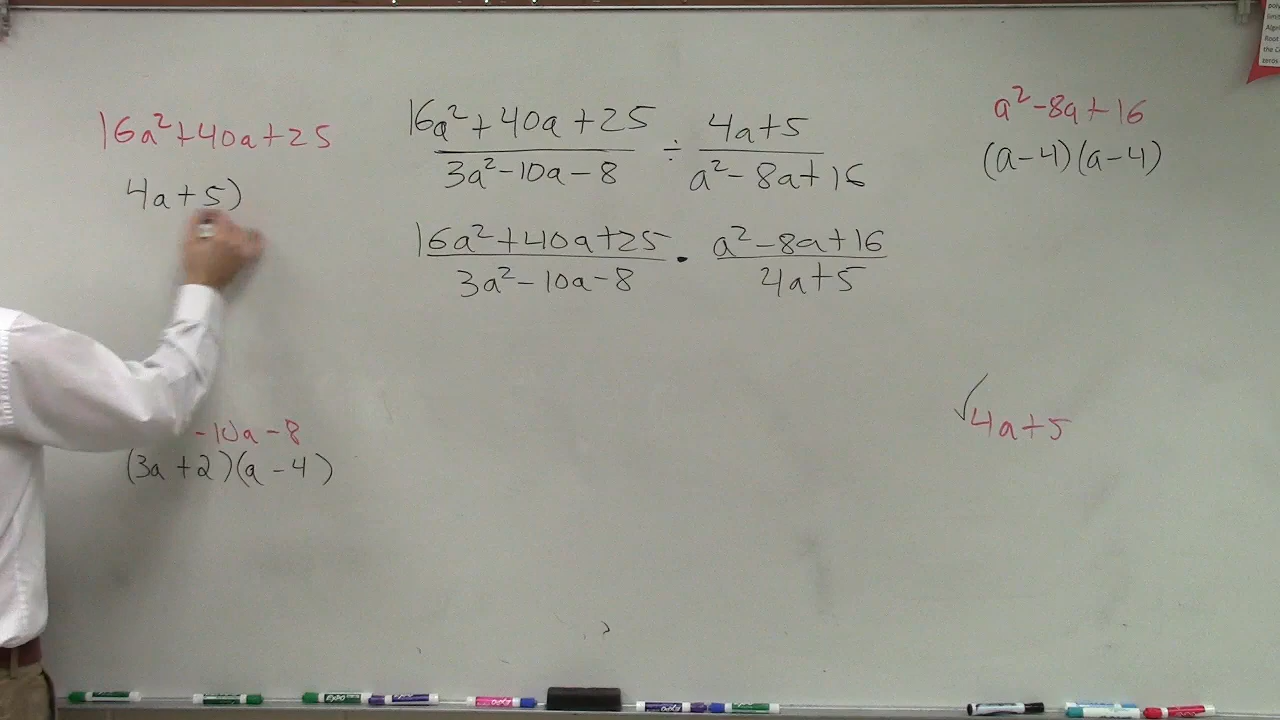 16a²+40a+25
4a+5)
-10a-8
(3a+2)(a-4)
16a²+40a+25 ÷ 4a+5
3a²-10a-8 a²-8a+16
16a²+40a+25 · a²-8a+16
3a²-10a-8 4a+5
a²-8a+16
(a-4)(a-4)
√ 4a+5
EXPO